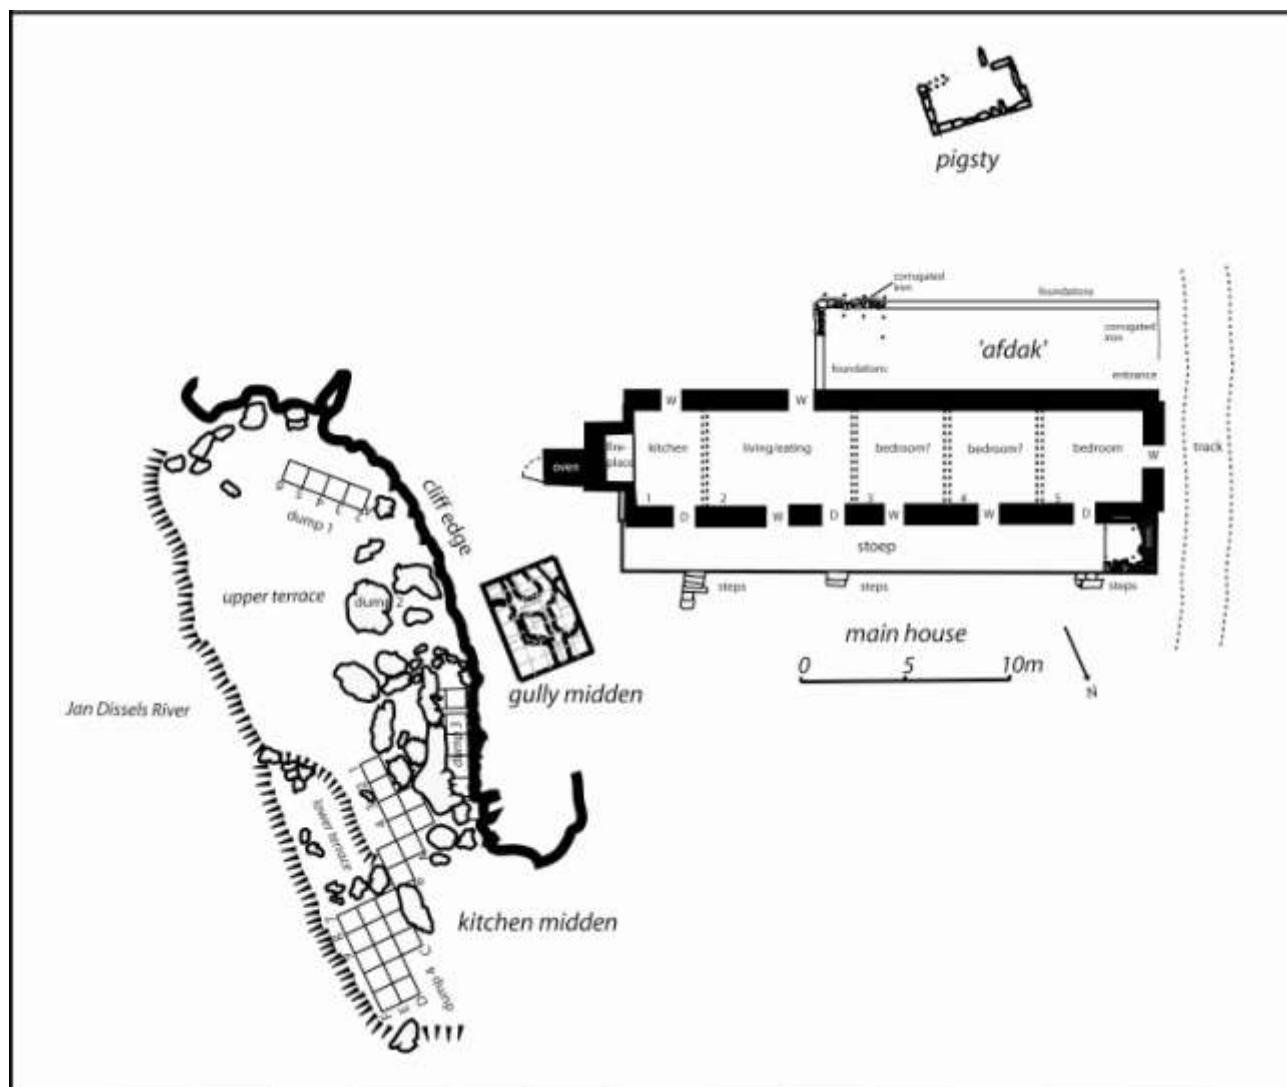 pigsty
corrugated
iron
foundations
'afdak'
corrugated
iron
foundations
entrance
W
W
oven
fire-
place
kitchen
living/eating
bedroom?
bedroom?
bedroom
W
track
1
2
3
4
5
D
W
D
W
W
D
stoep
steps
steps
steps
main house
0
5
10m
N
cliff edge
dump 1
upper terrace
dump 2
gully midden
Jan Dissels River
dump 3
lower terrace
kitchen midden
C
D
E
F
dump 4